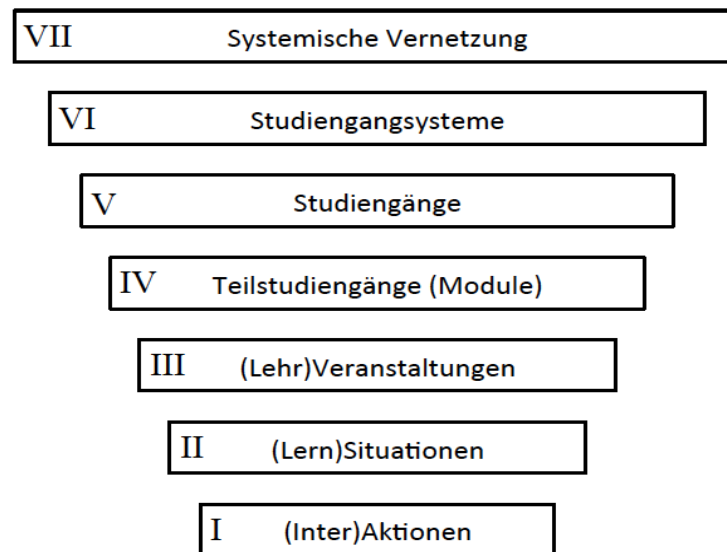 VII Systemische Vernetzung
VI Studiengangsysteme
V Studiengänge
IV Teilstudiengänge (Module)
III (Lehr)Veranstaltungen
II (Lern)Situationen
I (Inter)Aktionen